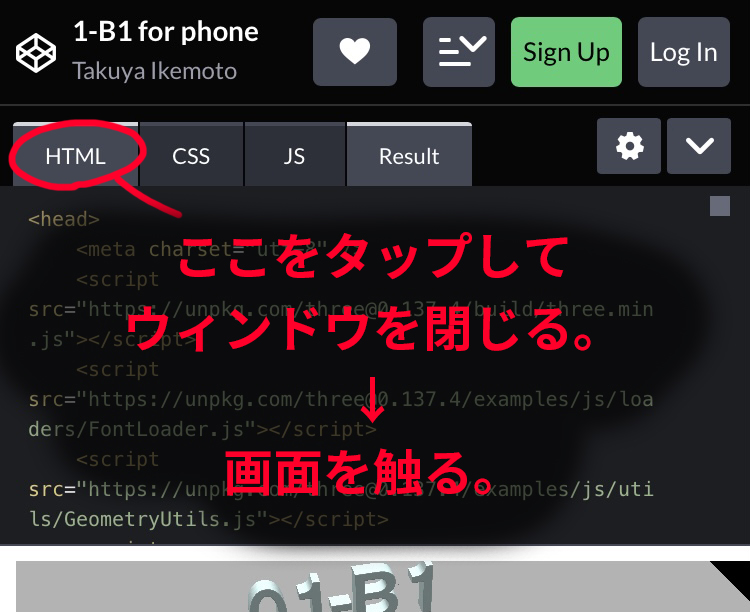 1-B1 for phone
Takuya Ikemoto
Sign Up
Log In
HTML
CSS
JS
Result
<head>
<meta charset="utf-8">
<script
src="https://unpkg.com/three@0.137.4/build/three.min
.js"></script>
<script
src="https://unpkg.com/three@0.137.4/examples/js/loa
ders/FontLoader.js"></script>
<script
src="https://unpkg.com/three@0.137.4/examples/js/uti
ls/GeometryUtils.js"></script>
ここをタップして
ウィンドウを閉じる。
↓
画面を触る。
01-B1